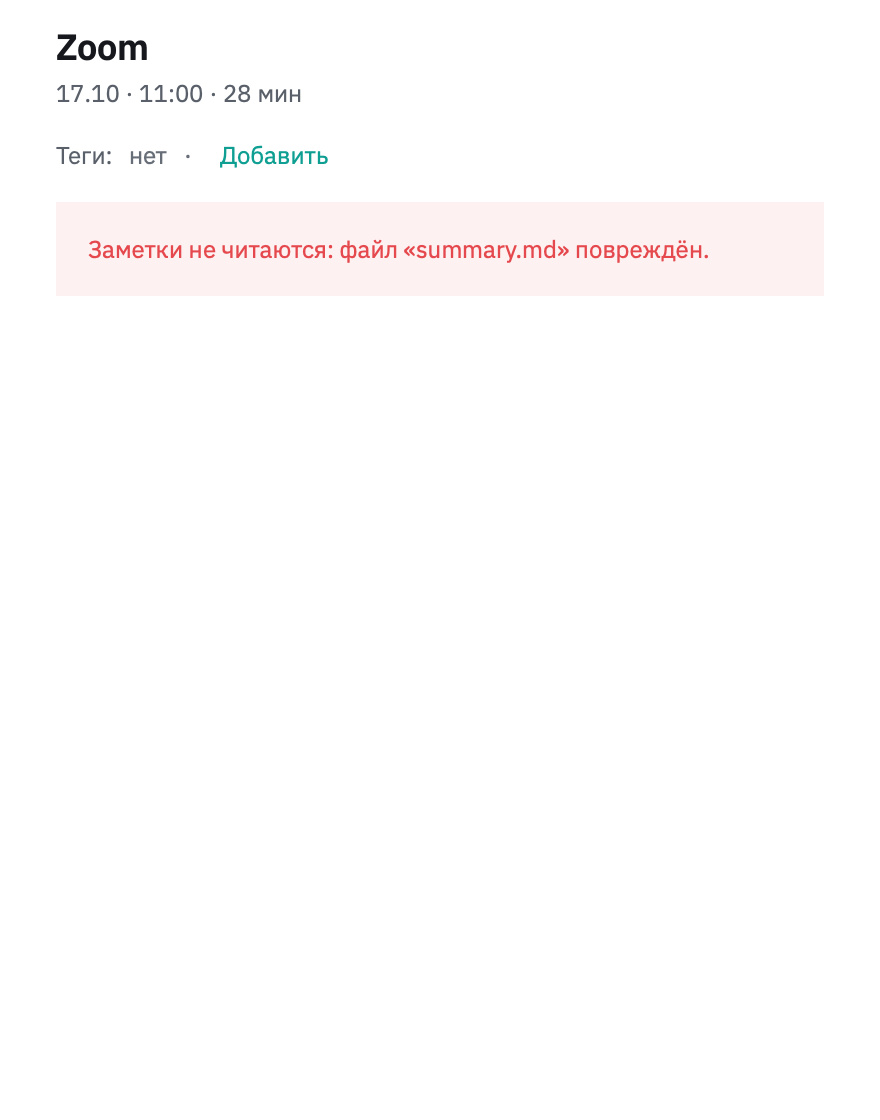 Zoom
17.10 · 11:00 · 28 мин
Теги: нет · Добавить
Заметки не читаются: файл «summary.md» повреждён.